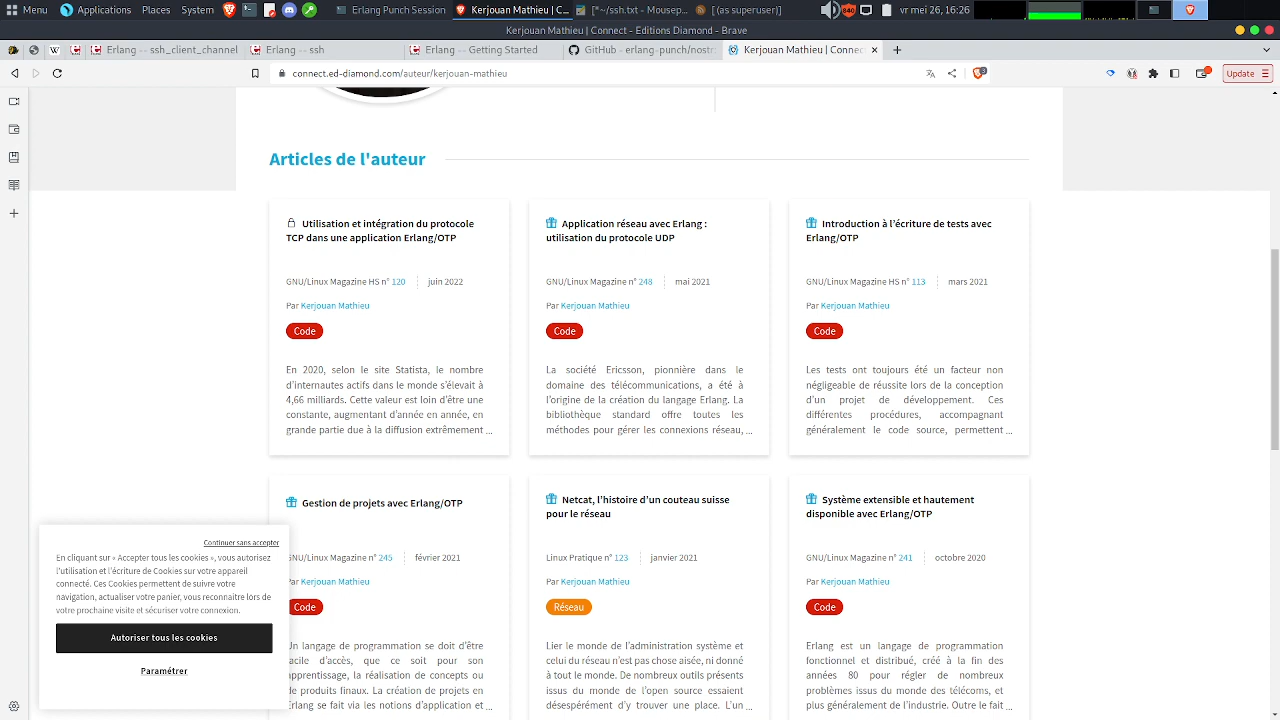 Menu Applications Places System Erlang Punch Session Kerjouan Mathieu | C... [*~/ssh.txt - Mousep... [ (as superuser)] 840 vr mei 26, 16:26
Kerjouan Mathieu | Connect - Editions Diamond - Brave
Erlang -- ssh_client_channel Erlang -- ssh Erlang -- Getting Started GitHub - erlang-punch/nostr Kerjouan Mathieu | Connec
connect.ed-diamond.com/auteur/kerjouan-mathieu Update
Articles de l'auteur
Utilisation et intégration du protocole
TCP dans une application Erlang/OTP
GNU/Linux Magazine HS n° 120 juin 2022
Par Kerjouan Mathieu
Code
En 2020, selon le site Statista, le nombre
d’internautes actifs dans le monde s’élevait à
4,66 milliards. Cette valeur est loin d’être une
constante, augmentant d’année en année, en
grande partie due à la diffusion extrêmement ...
Application réseau avec Erlang :
utilisation du protocole UDP
GNU/Linux Magazine n° 248 mai 2021
Par Kerjouan Mathieu
Code
La société Ericsson, pionnière dans le
domaine des télécommunications, a été à
l’origine de la création du langage Erlang. La
bibliothèque standard offre toutes les
méthodes pour gérer les connexions réseau, ...
Introduction à l’écriture de tests avec
Erlang/OTP
GNU/Linux Magazine HS n° 113 mars 2021
Par Kerjouan Mathieu
Code
Les tests ont toujours été un facteur non
négligeable de réussite lors de la conception
d’un projet de développement. Ces
différentes procédures, accompagnant
généralement le code source, permettent ...
Gestion de projets avec Erlang/OTP
GNU/Linux Magazine n° 245 février 2021
Par Kerjouan Mathieu
Code
Un langage de programmation se doit d’être
facile d’accès, que ce soit pour son
apprentissage, la réalisation de concepts ou
de produits finaux. La création de projets en
Erlang se fait via les notions d’application et ...
Netcat, l’histoire d’un couteau suisse
pour le réseau
Linux Pratique n° 123 janvier 2021
Par Kerjouan Mathieu
Réseau
Lier le monde de l’administration système et
celui du réseau n’est pas chose aisée, ni donné
à tout le monde. De nombreux outils présents
issus du monde de l’open source essaient
désespérément d’y trouver une place. L’un ...
Système extensible et hautement
disponible avec Erlang/OTP
GNU/Linux Magazine n° 241 octobre 2020
Par Kerjouan Mathieu
Code
Erlang est un langage de programmation
fonctionnel et distribué, créé à la fin des
années 80 pour régler de nombreux
problèmes issus du monde des télécoms, et
plus généralement de l’industrie. Outre le fait ...
Continuer sans accepter
En cliquant sur « Accepter tous les cookies », vous autorisez
l’utilisation et l’écriture de Cookies sur votre appareil
connecté. Ces Cookies permettent de suivre votre
navigation, actualiser votre panier, vous reconnaitre lors de
votre prochaine visite et sécuriser votre connexion.
Autoriser tous les cookies
Paramétrer